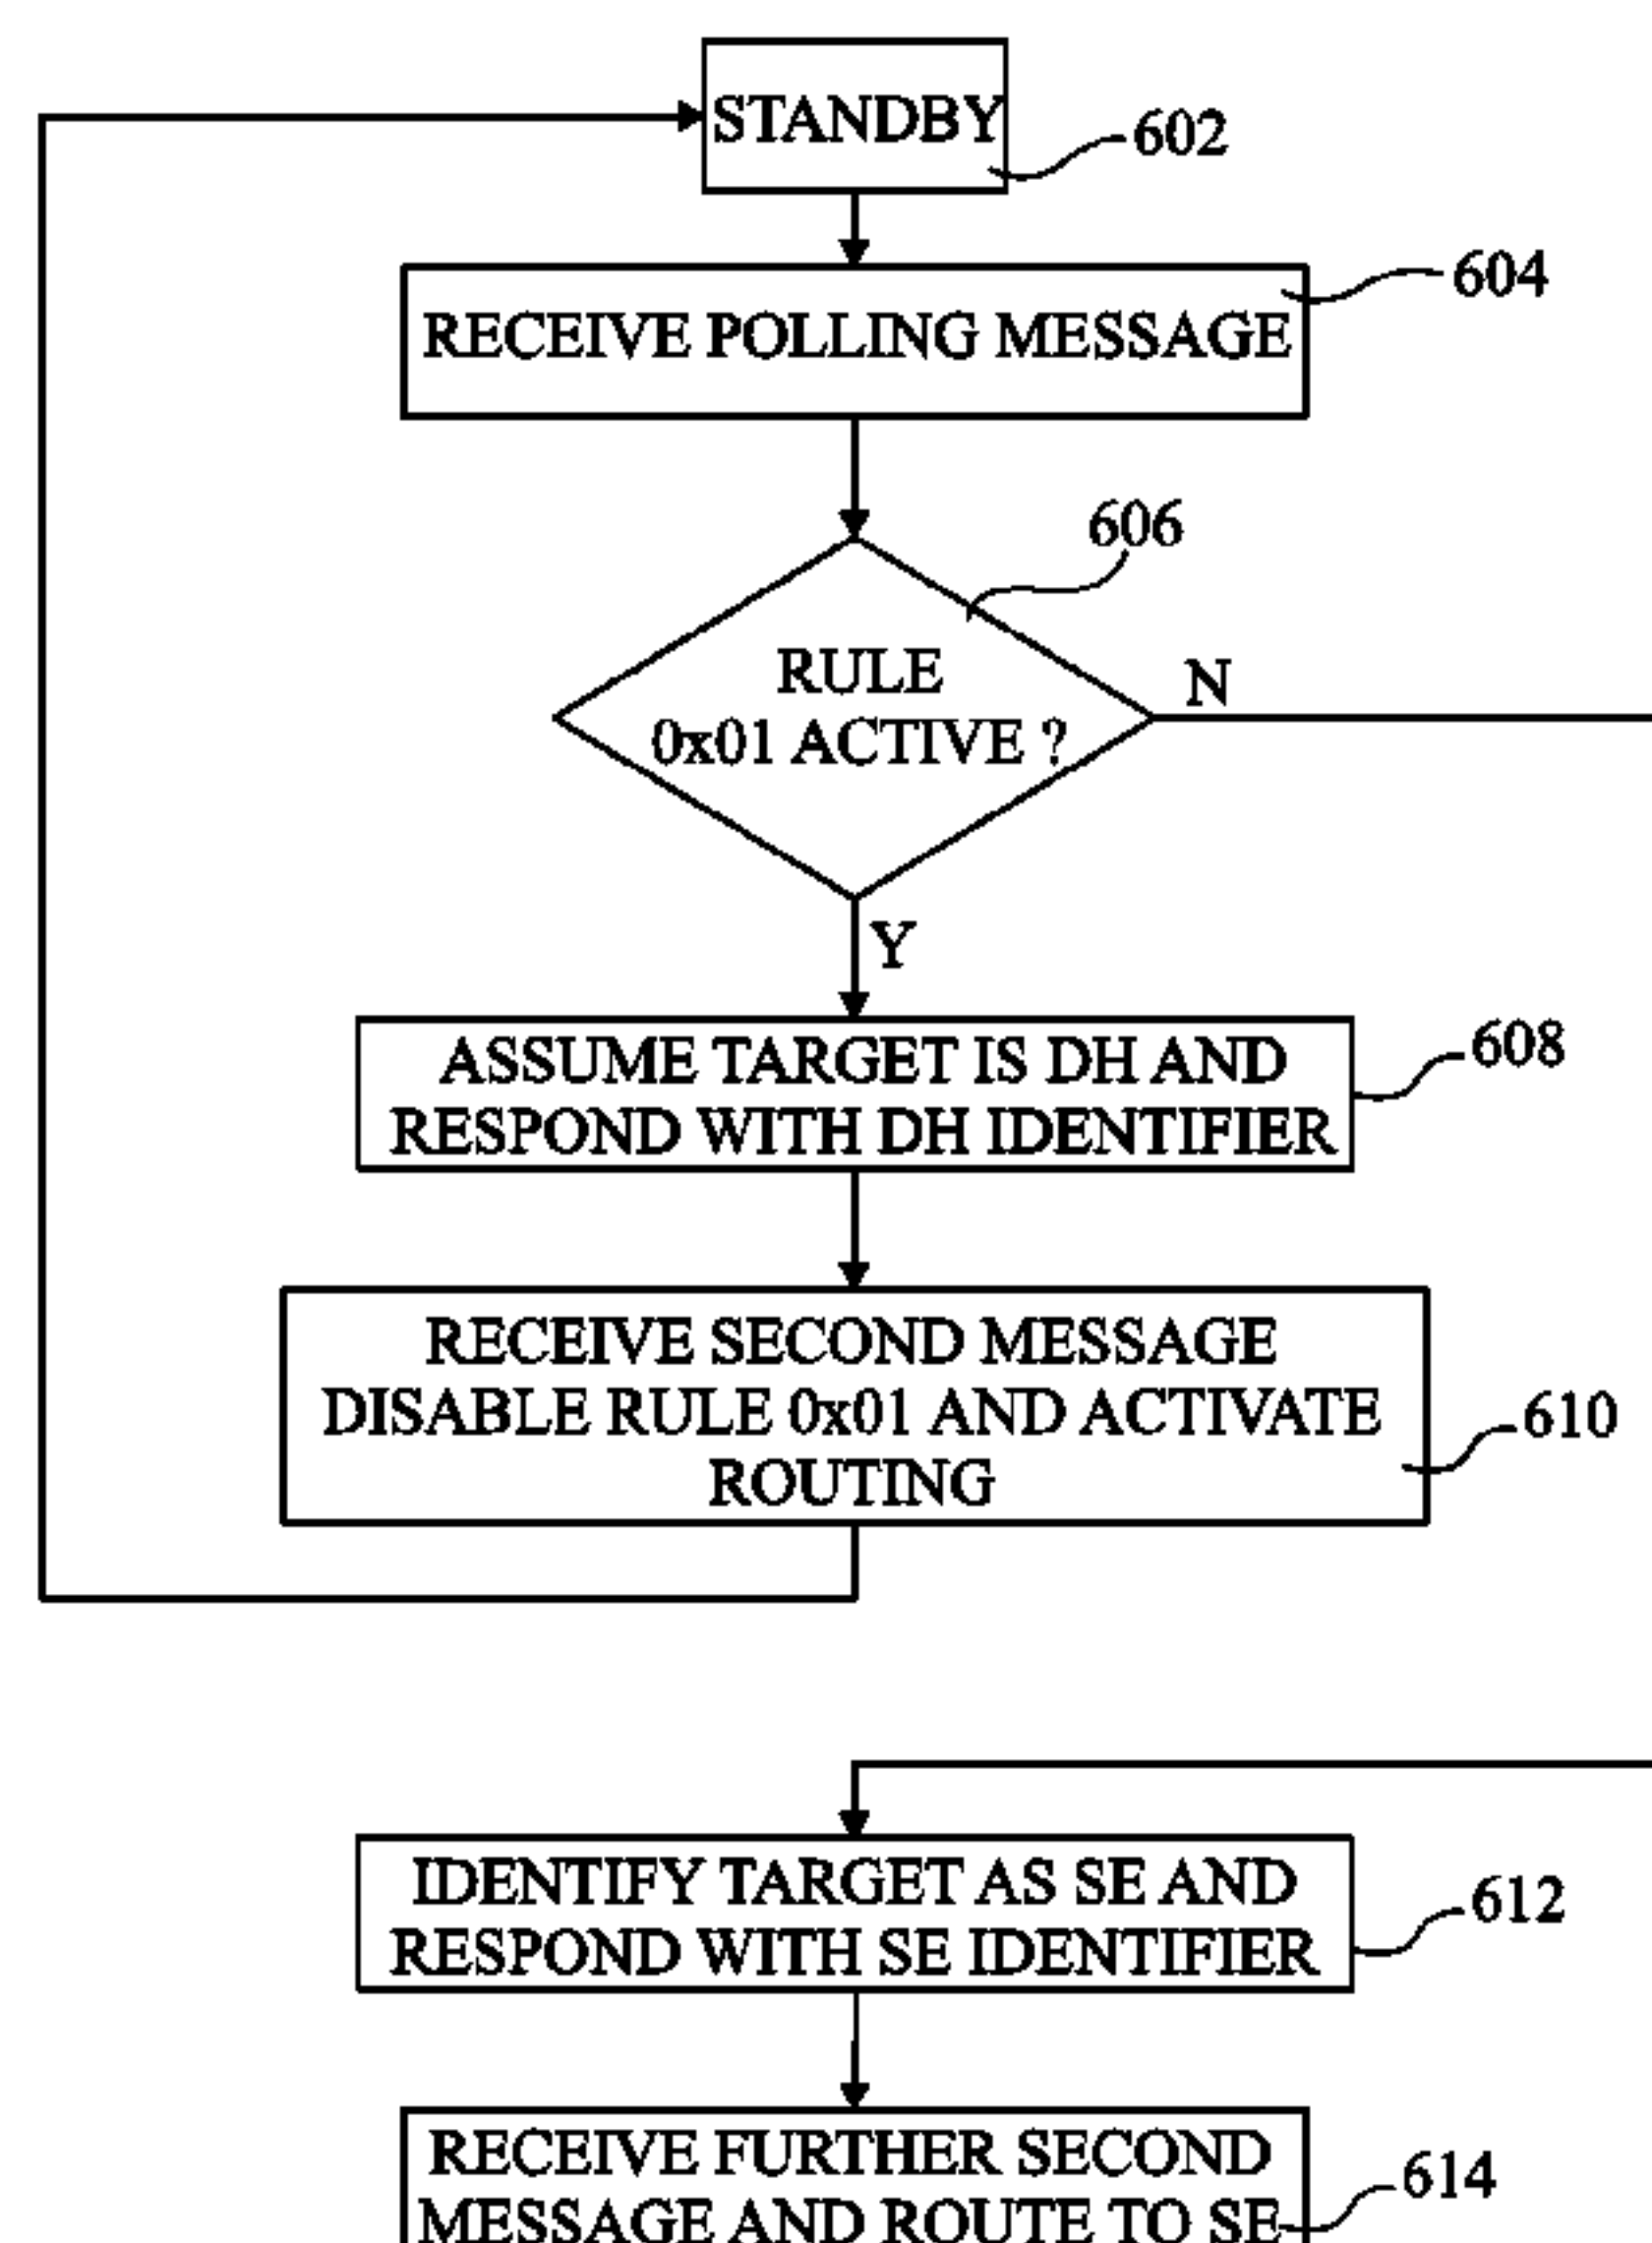 STANDBY
602
604
RECEIVE POLLING MESSAGE
606
RULE
0x01 ACTIVE ?
N
Y
ASSUME TARGET IS DH AND
RESPOND WITH DH IDENTIFIER
608
RECEIVE SECOND MESSAGE
DISABLE RULE 0x01 AND ACTIVATE
ROUTING
610
IDENTIFY TARGET AS SE AND
RESPOND WITH SE IDENTIFIER
612
RECEIVE FURTHER SECOND
MESSAGE AND ROUTE TO SE
614